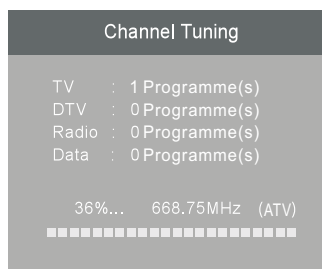 Channel Tuning
TV : 1 Programme(s)
DTV : 0 Programme(s)
Radio : 0 Programme(s)
Data : 0 Programme(s)
36%... 668.75MHz (ATV)